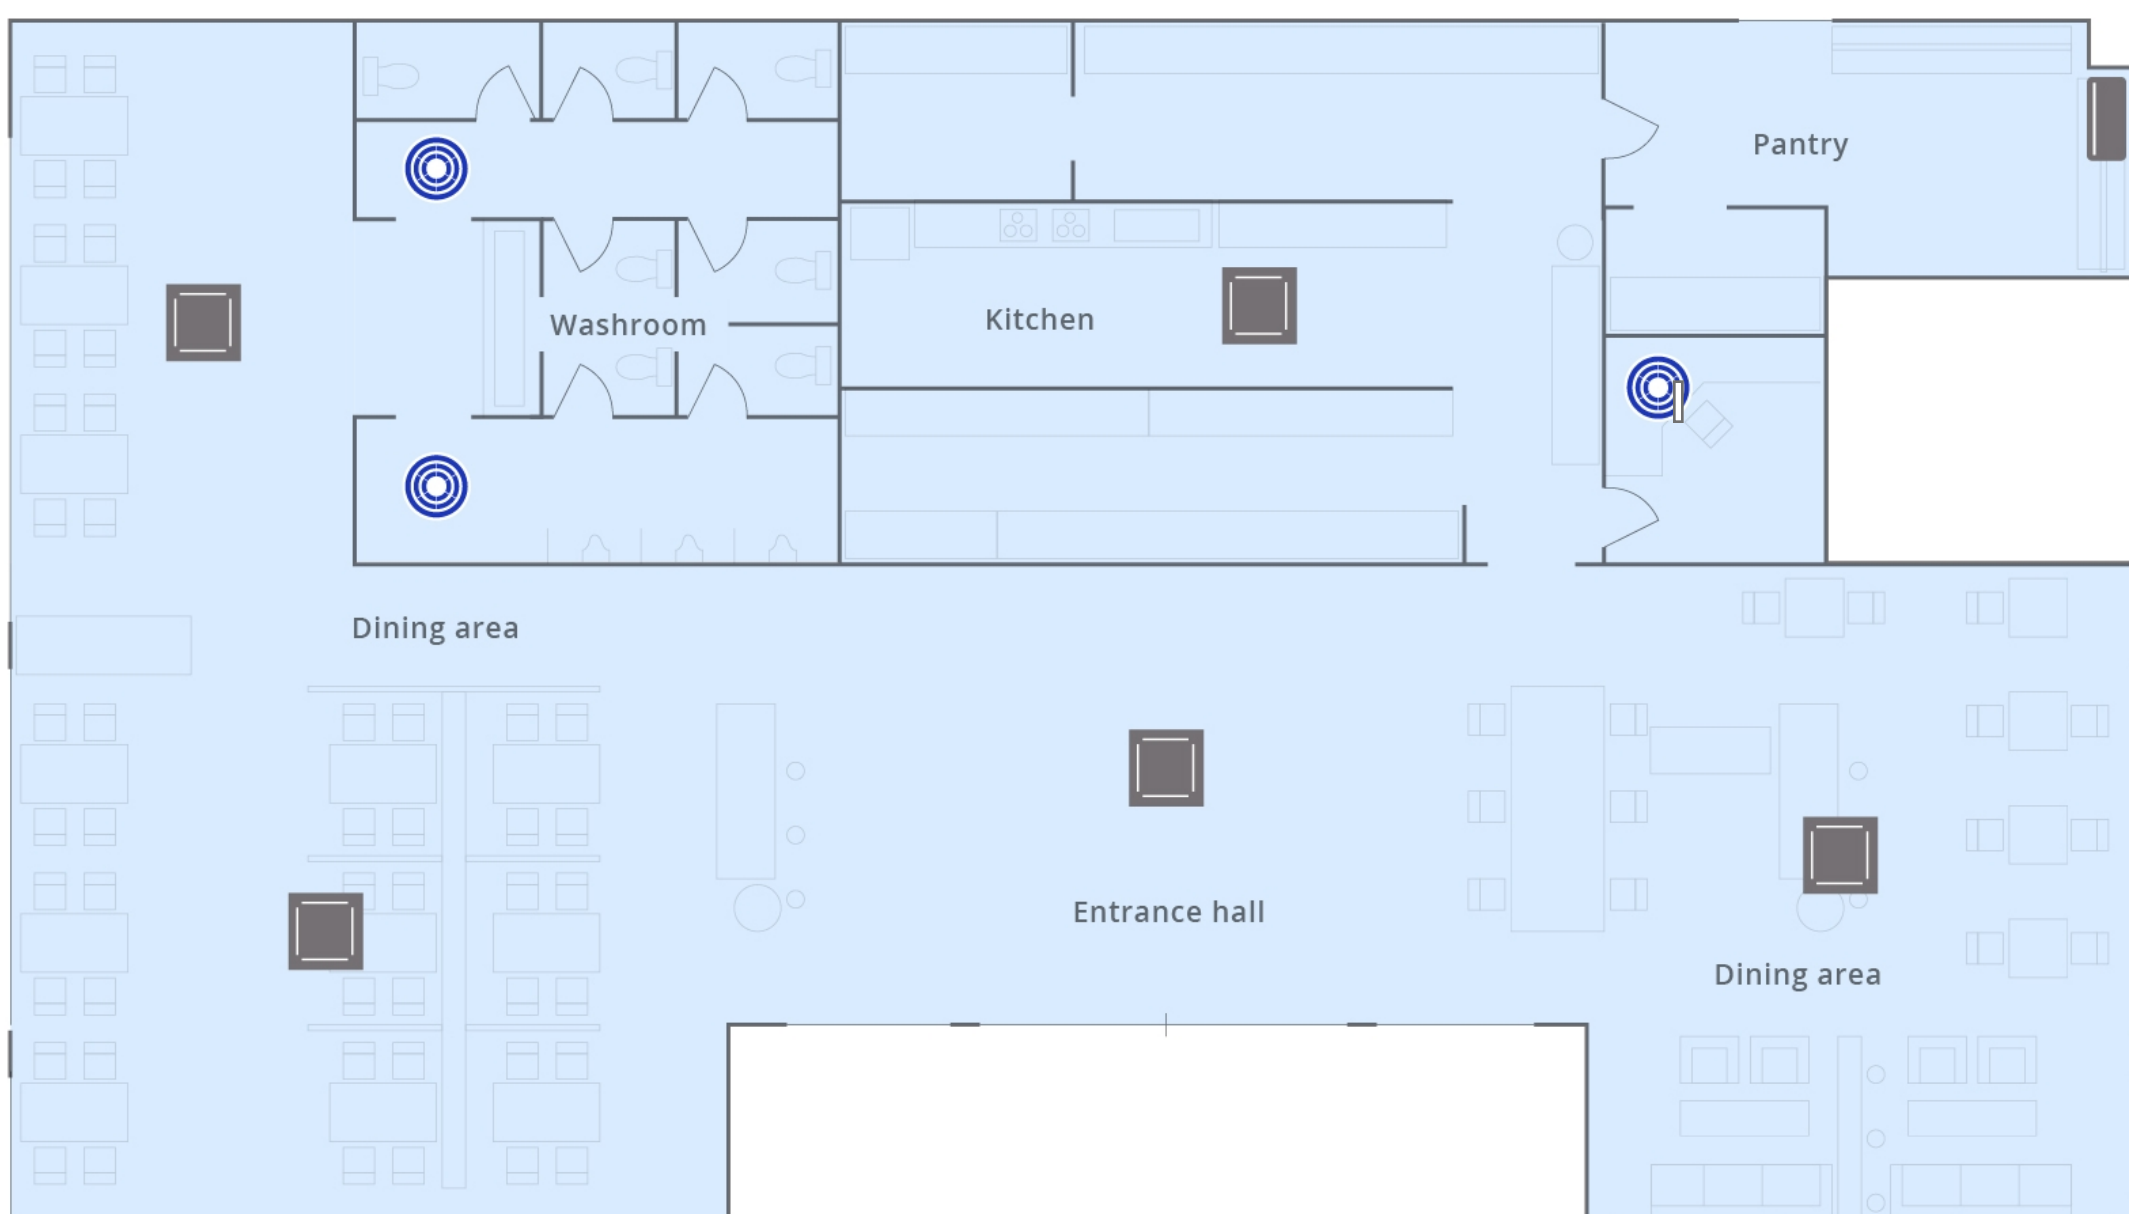 Pantry
Kitchen
Washroom
Dining area
Entrance hall
Dining area